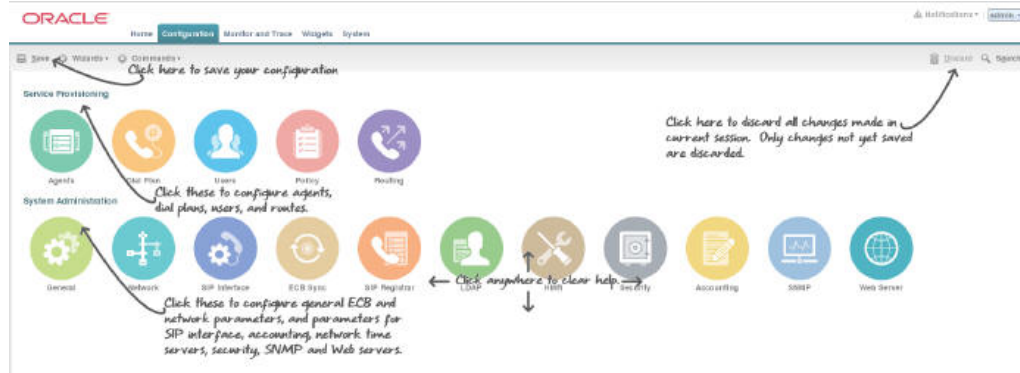 ORACLE
Notifications admin
Home Configuration Monitor and Trace Widgets System
Save Wizards Commands Discard Search
Click here to save your configuration
Service Provisioning
Click here to discard all changes made in
current session. Only changes not yet saved
are discarded.
Agents Dial Plan Users Policy Routing
Click these to configure agents,
dial plans, users, and routes.
System Administration
Click anywhere to clear help.
General Network SIP Interface ECB Sync SIP Registrar LDAP Security Accounting SNMP Web Server
Click these to configure general ECB and
network parameters, and parameters for
SIP interface, accounting, network time
servers, security, SNMP and Web servers.